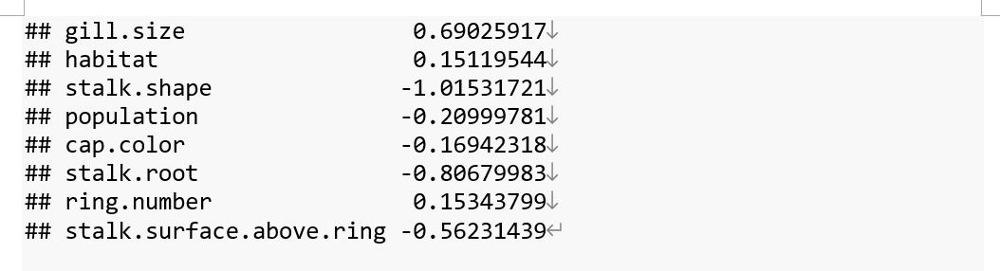 ## gill.size                 0.69025917↓
## habitat                   0.15119544↓
## stalk.shape              -1.01531721↓
## population               -0.20999781↓
## cap.color                -0.16942318↓
## stalk.root               -0.80679983↓
## ring.number               0.15343799↓
## stalk.surface.above.ring -0.56231439↵